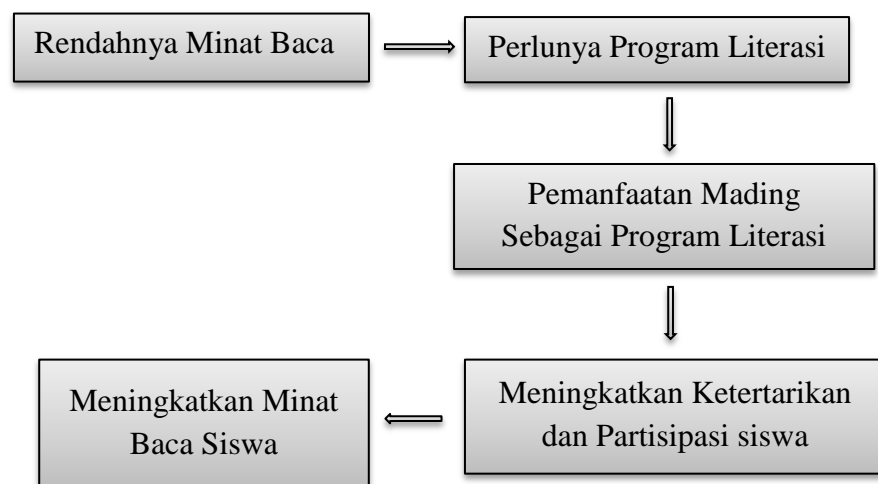 Rendahnya Minat Baca
Perlunya Program Literasi
Pemanfaatan Mading
Sebagai Program Literasi
Meningkatkan Ketertarikan
dan Partisipasi siswa
Meningkatkan Minat
Baca Siswa